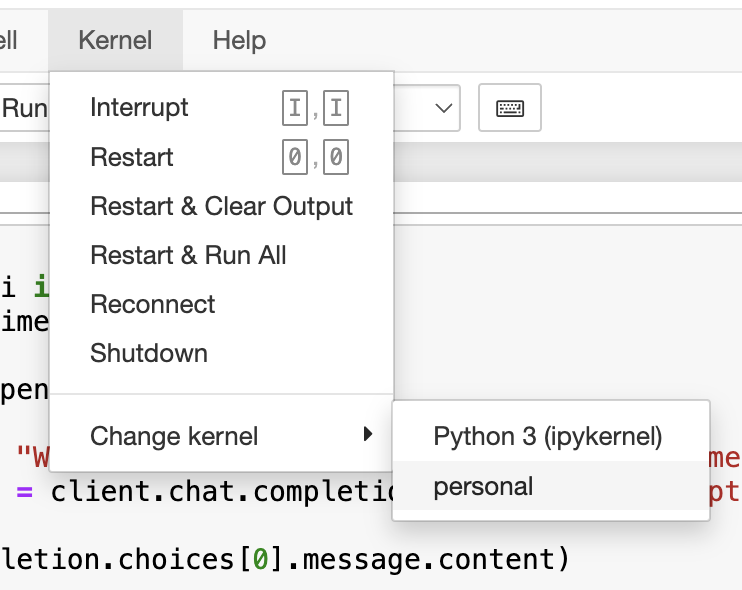 ell Kernel Help
Run
Interrupt I,I
Restart 0,0
Restart & Clear Output
Restart & Run All
i i
Reconnect
ime
Shutdown
pen
Change kernel Python 3 (ipykernel)
"W me
personal
= client.chat.completio pt
letion.choices[0].message.content)